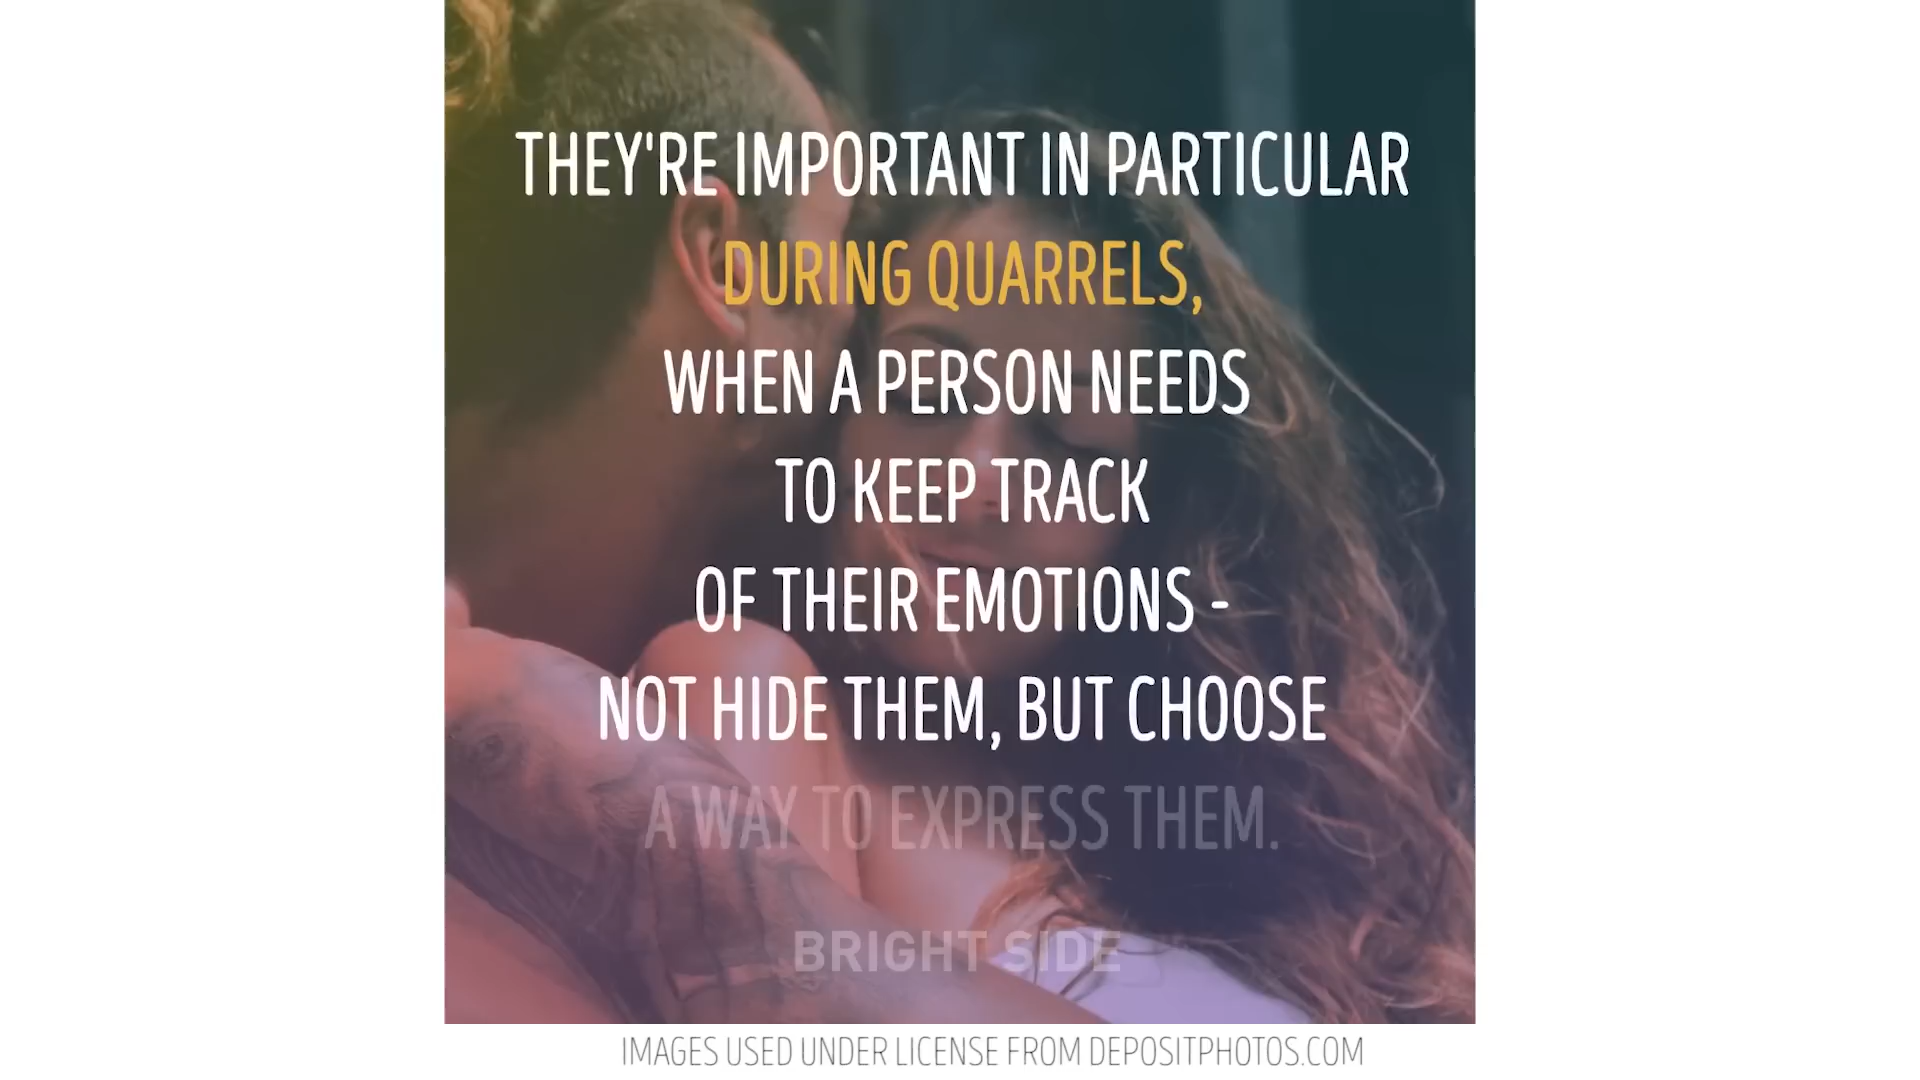 THEY'RE IMPORTANT IN PARTICULAR
DURING QUARRELS,
WHEN A PERSON NEEDS
TO KEEP TRACK
OF THEIR EMOTIONS -
NOT HIDE THEM, BUT CHOOSE
A WAY TO EXPRESS THEM.
BRIGHT SIDE
IMAGES USED UNDER LICENSE FROM DEPOSITPHOTOS.COM